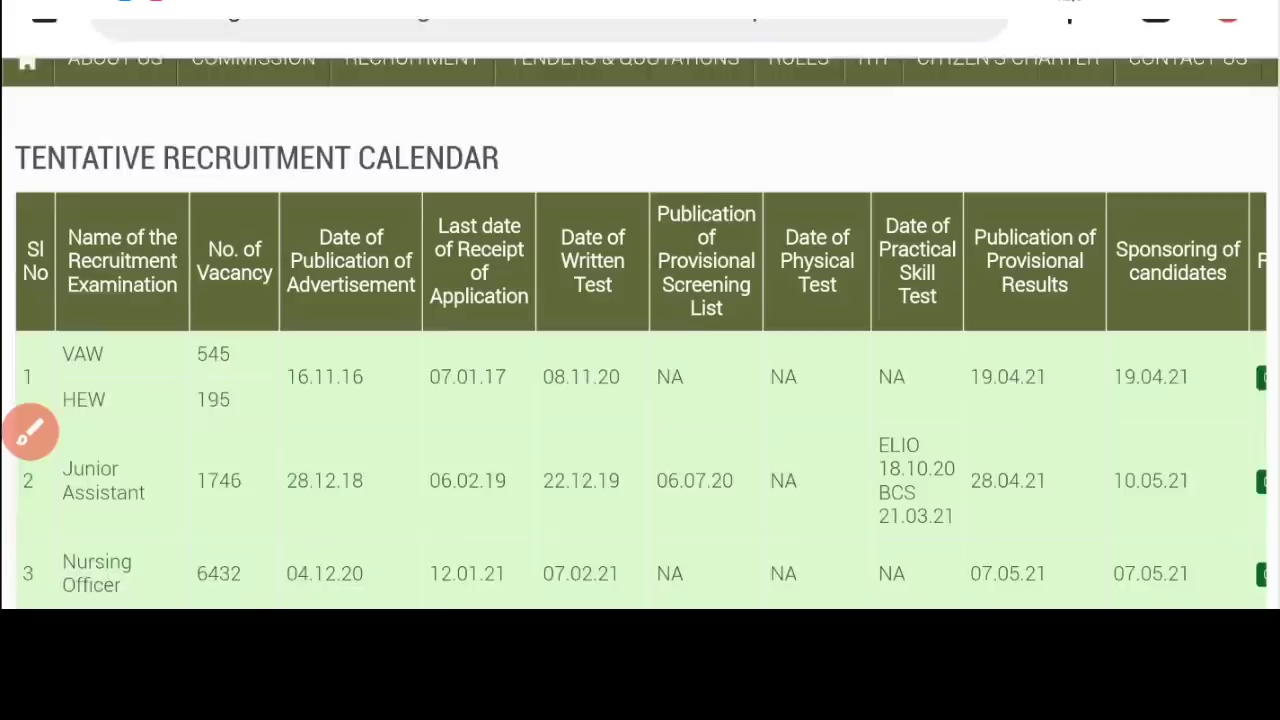 ABOUT US COMMISSION RECRUITMENT TENDERS & QUOTATIONS RULES RTI CITIZEN'S CHARTER CONTACT US
TENTATIVE RECRUITMENT CALENDAR
Sl No
Name of the Recruitment Examination
No. of Vacancy
Date of Publication of Advertisement
Last date of Receipt of Application
Date of Written Test
Publication of Provisional Screening List
Date of Physical Test
Date of Practical Skill Test
Publication of Provisional Results
Sponsoring of candidates
1 VAW 545 16.11.16 07.01.17 08.11.20 NA NA NA 19.04.21 19.04.21
HEW 195
2 Junior Assistant 1746 28.12.18 06.02.19 22.12.19 06.07.20 NA ELIO 18.10.20 BCS 21.03.21 28.04.21 10.05.21
3 Nursing Officer 6432 04.12.20 12.01.21 07.02.21 NA NA NA 07.05.21 07.05.21